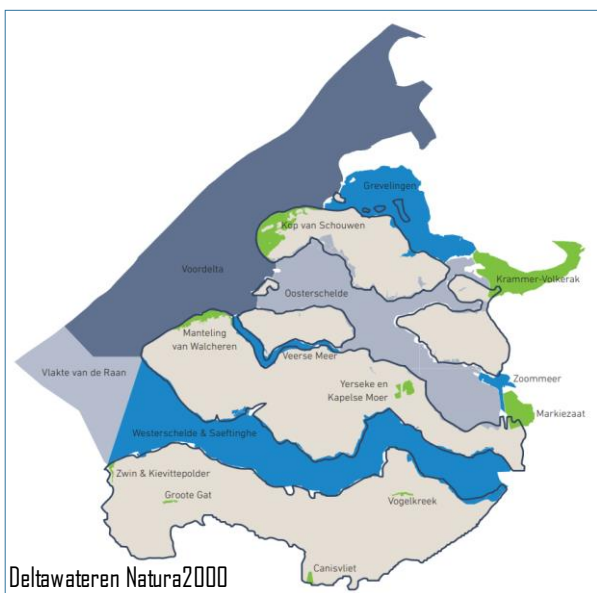 Grevelingen
Kop van Schouwen
Voordelta
Krammer-Volkerak
Oosterschelde
Manteling
van Walcheren
Veerse Meer
Vlakte van de Raan
Zoommeer
Yerseke en
Kapelse Moer
Markiezaat
Westerschelde & Saeftinghe
Zwin & Kievittepolder
Groote Gat
Vogelkreek
Canisvliet
Deltawateren Natura2000